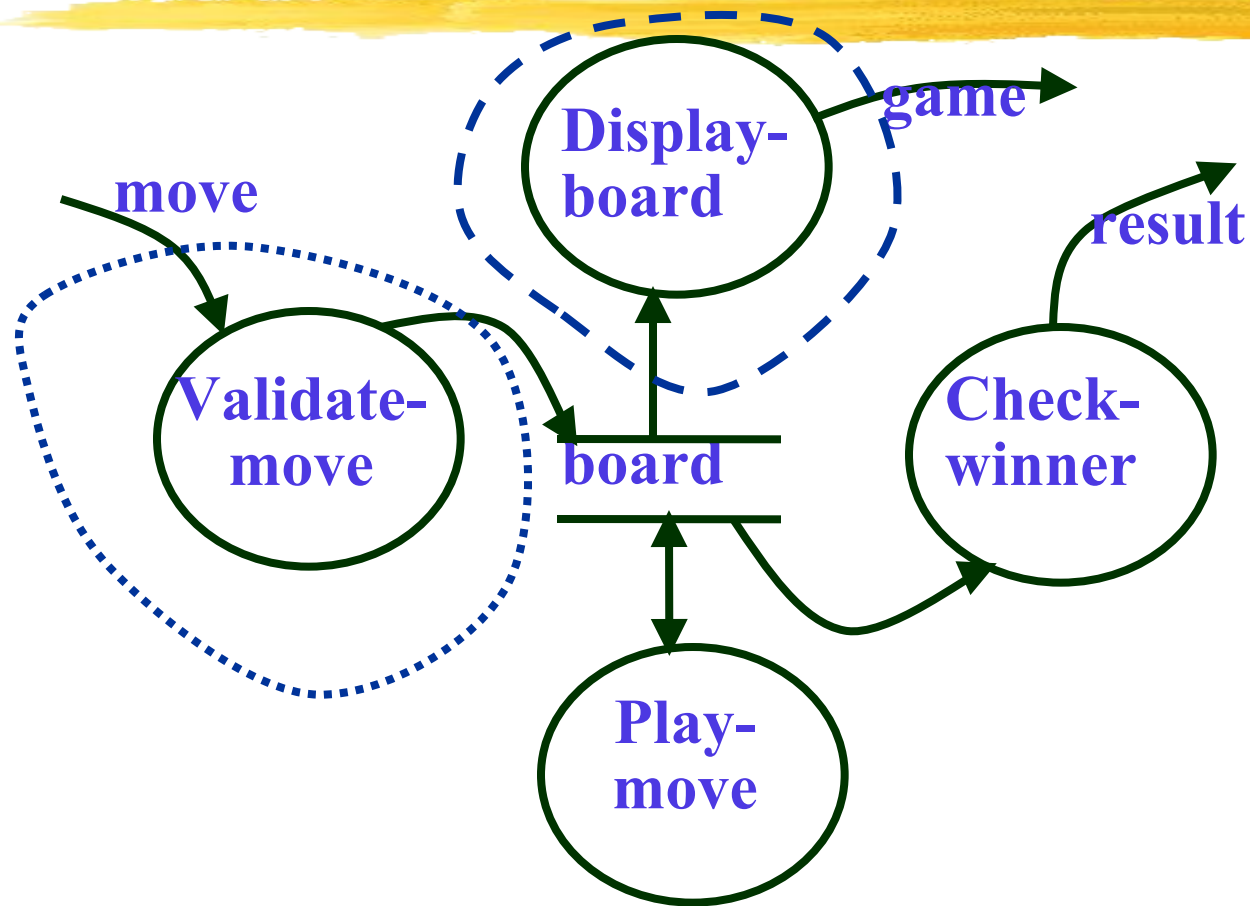 game
Display-
board
move
result
Validate-
move
board
Check-
winner
Play-
move